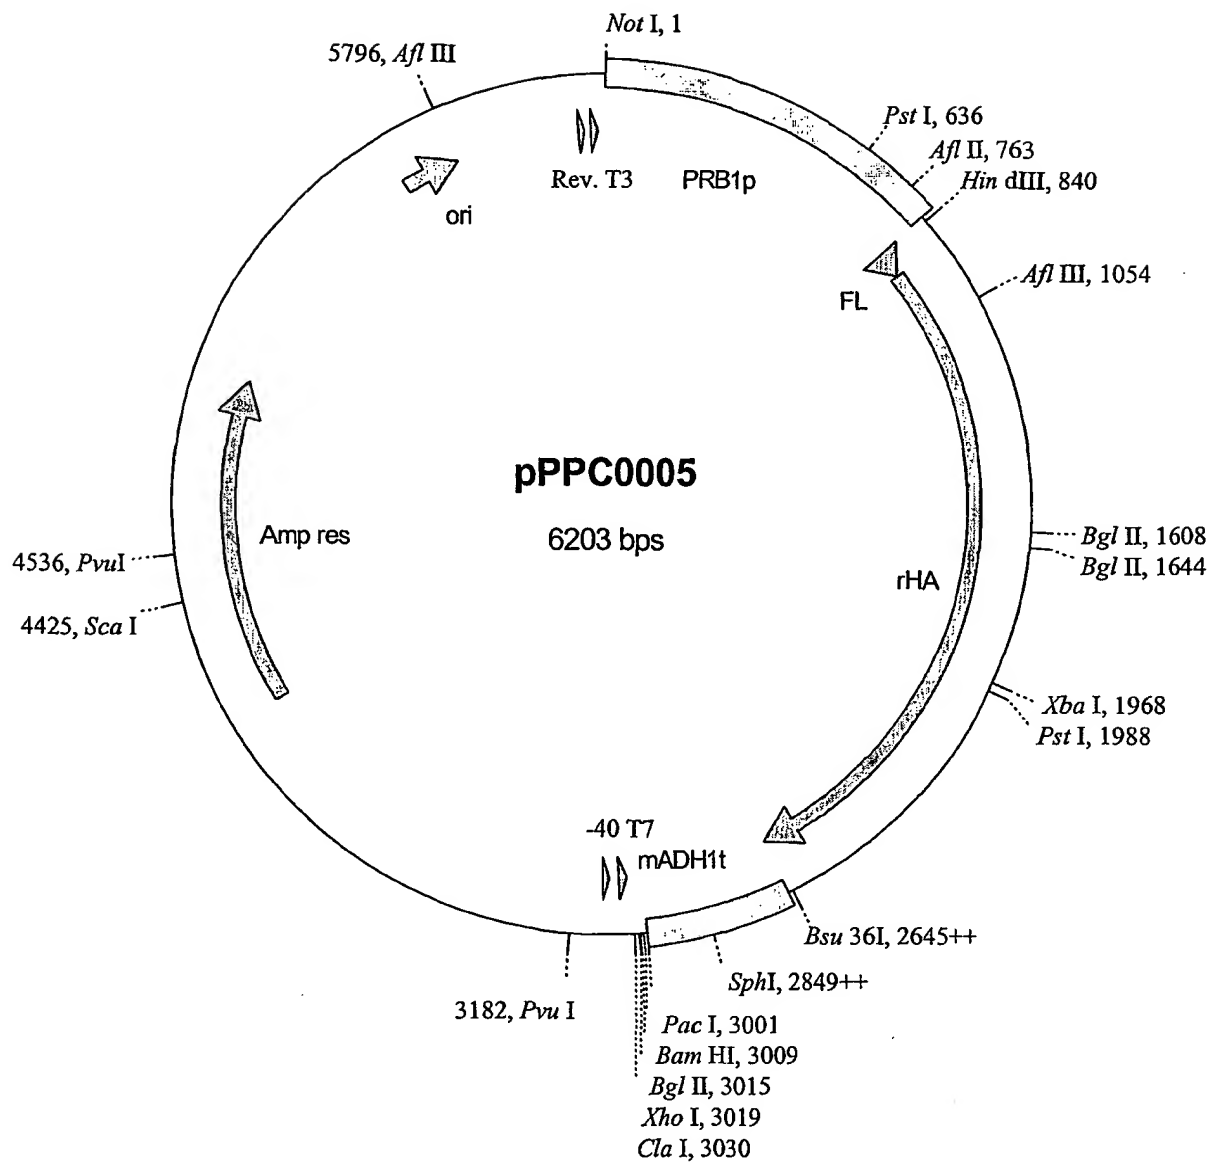 Not I, 1
5796, Afl III
Pst I, 636
Afl II, 763
Hin dIII, 840
Rev. T3
PRB1p
ori
Afl III, 1054
FL
pPPC0005
6203 bps
Amp res
4536, PvuI
4425, Sca I
Bgl II, 1608
Bgl II, 1644
rHA
Xba I, 1968
Pst I, 1988
-40 T7
mADH1t
Bsu 36I, 2645++
SphI, 2849++
3182, Pvu I
Pac I, 3001
Bam HI, 3009
Bgl II, 3015
Xho I, 3019
Cla I, 3030